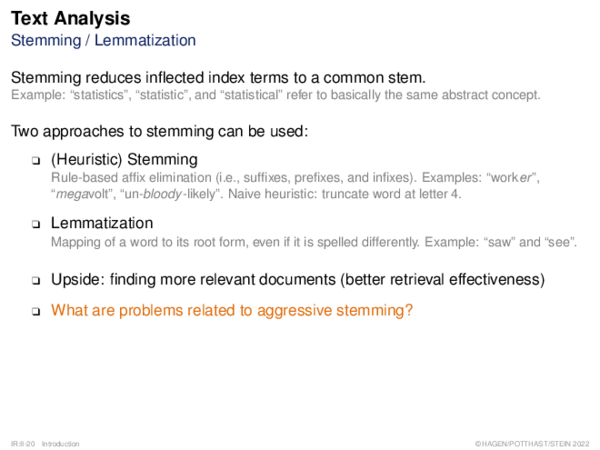 Text Analysis
Stemming / Lemmatization
Stemming reduces inflected index terms to a common stem.
Example: “statistics”, “statistic”, and “statistical” refer to basically the same abstract concept.
Two approaches to stemming can be used:
❏ (Heuristic) Stemming
Rule-based affix elimination (i.e., suffixes, prefixes, and infixes). Examples: “worker”,
“megavolt”, “un-bloody-likely”. Naive heuristic: truncate word at letter 4.
❏ Lemmatization
Mapping of a word to its root form, even if it is spelled differently. Example: “saw” and “see”.
❏ Upside: finding more relevant documents (better retrieval effectiveness)
❏ What are problems related to aggressive stemming?
IR:II-20 Introduction © HAGEN/POTTHAST/STEIN 2022